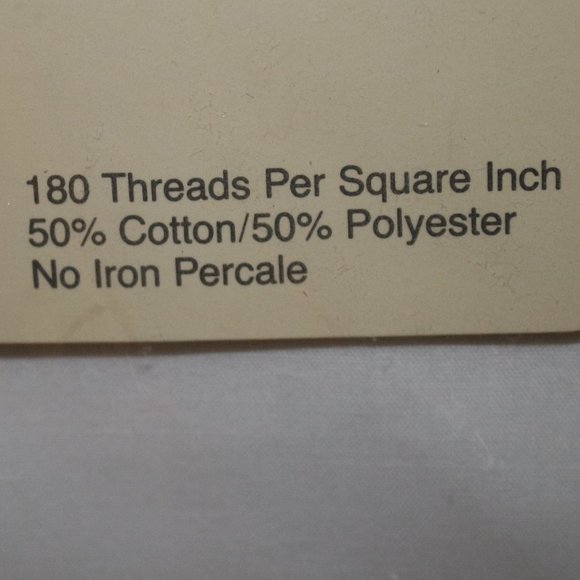 180 Threads Per Square Inch
50% Cotton/50% Polyester
No Iron Percale